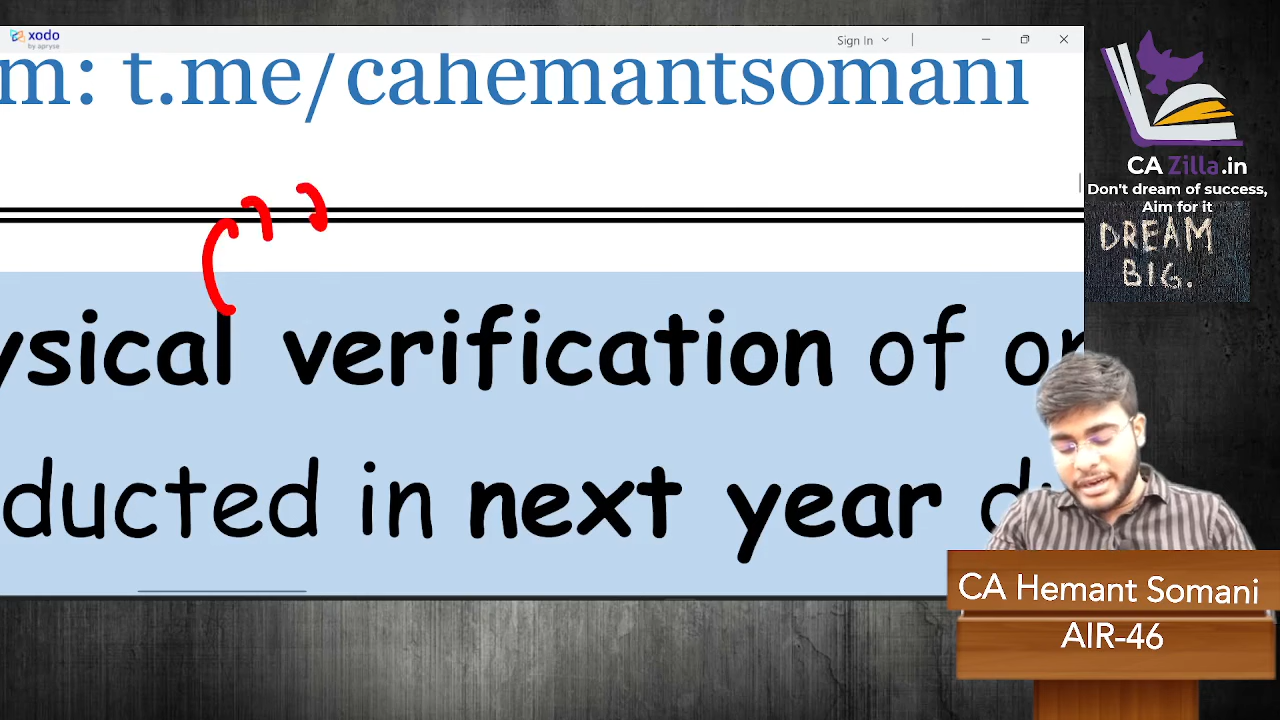 xodo
by apryse
Sign In
m: t.me/cahemantsomani
ysical verification of or
ducted in next year d
CA Zilla.in
Don't dream of success,
Aim for it
DREAM
BIG.
CA Hemant Somani
AIR-46